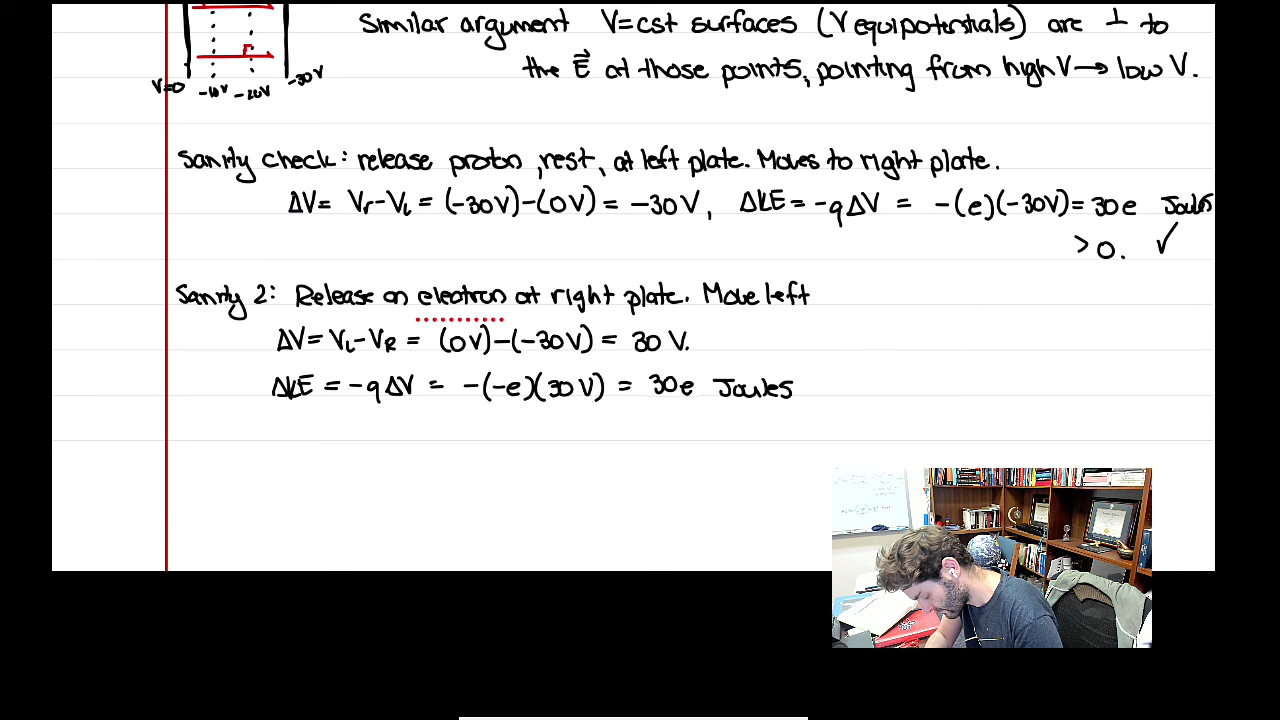 Similar argument V=cst surfaces (V equipotentials) are ⊥ to
the E⃗ at those points, pointing from high V → low V.
V=0 -10V -20V -30V
Sanity check: release proton, rest, at left plate. Moves to right plate.
ΔV = Vr-VL = (-30V)-(0V) = -30V, ΔKE = -qΔV = -(e)(-30V) = 30e Joules
>0. ✓
Sanity 2: Release an electron at right plate. Move left
ΔV = VL-VR = (0V)-(-30V) = 30 V.
ΔKE = -qΔV = -(-e)(30V) = 30e Joules